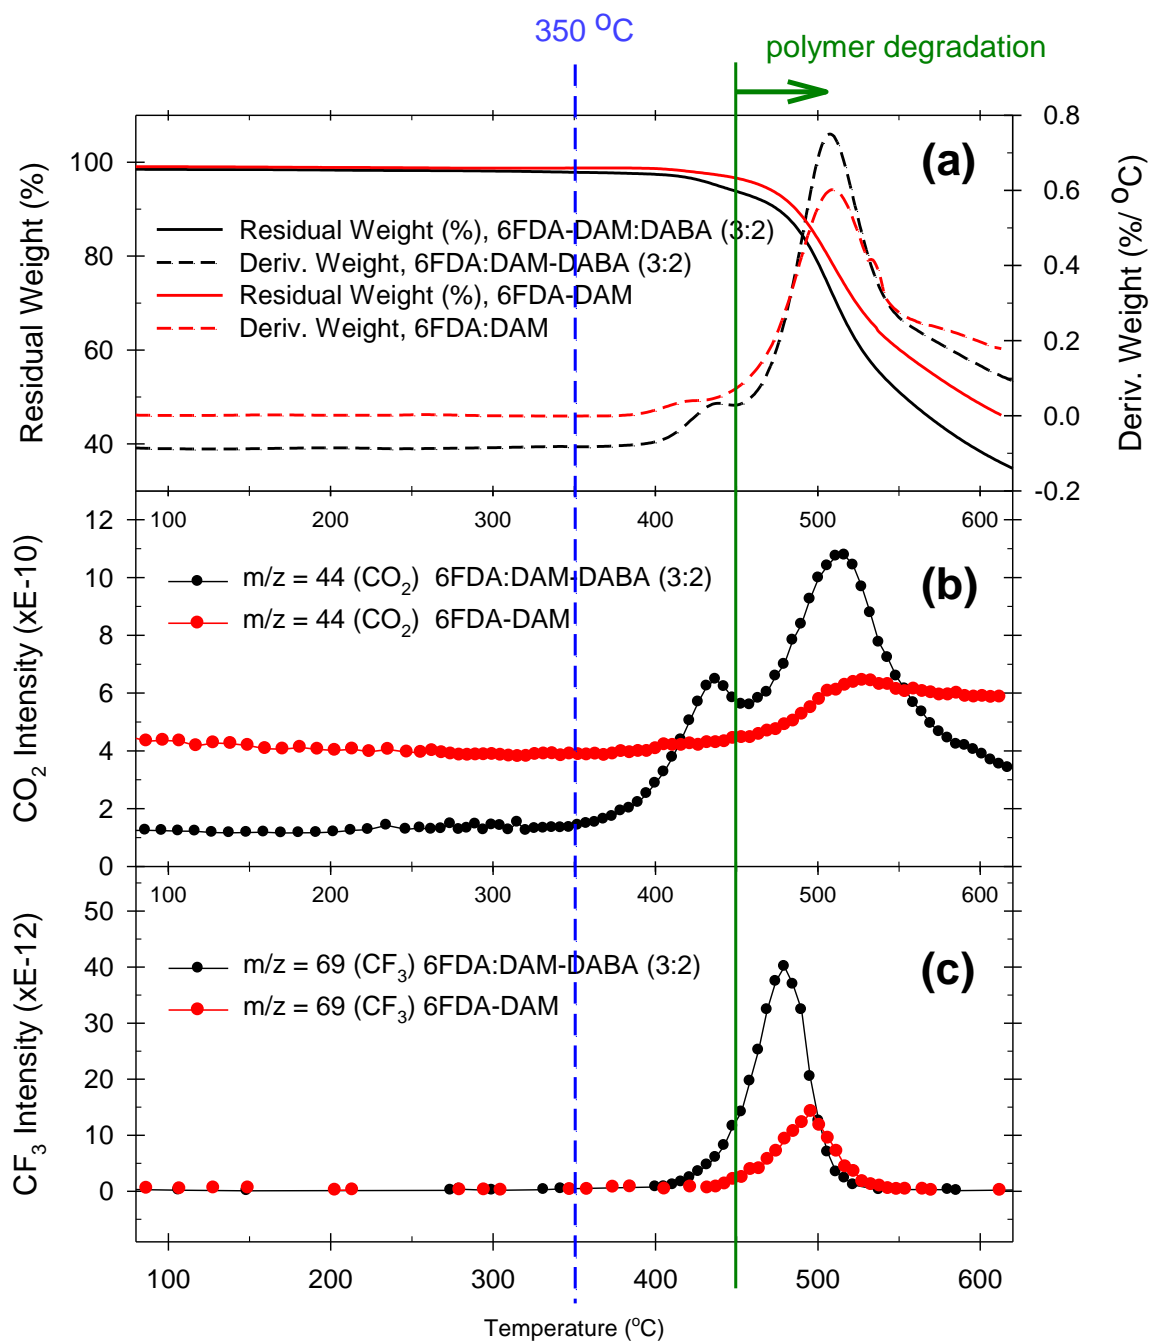 350 °C
polymer degradation
(a)
Residual Weight (%)
100
80
60
40
Deriv. Weight (%/ °C)
0.8
0.6
0.4
0.2
0.0
-0.2
Residual Weight (%), 6FDA-DAM:DABA (3:2)
Deriv. Weight, 6FDA:DAM-DABA (3:2)
Residual Weight (%), 6FDA-DAM
Deriv. Weight, 6FDA:DAM
100 200 300 400 500 600
(b)
CO₂ Intensity (xE-10)
12
10
8
6
4
2
0
m/z = 44 (CO₂) 6FDA:DAM-DABA (3:2)
m/z = 44 (CO₂) 6FDA-DAM
100 200 300 400 500 600
(c)
CF₃ Intensity (xE-12)
50
40
30
20
10
0
m/z = 69 (CF₃) 6FDA:DAM-DABA (3:2)
m/z = 69 (CF₃) 6FDA-DAM
100 200 300 400 500 600
Temperature (°C)